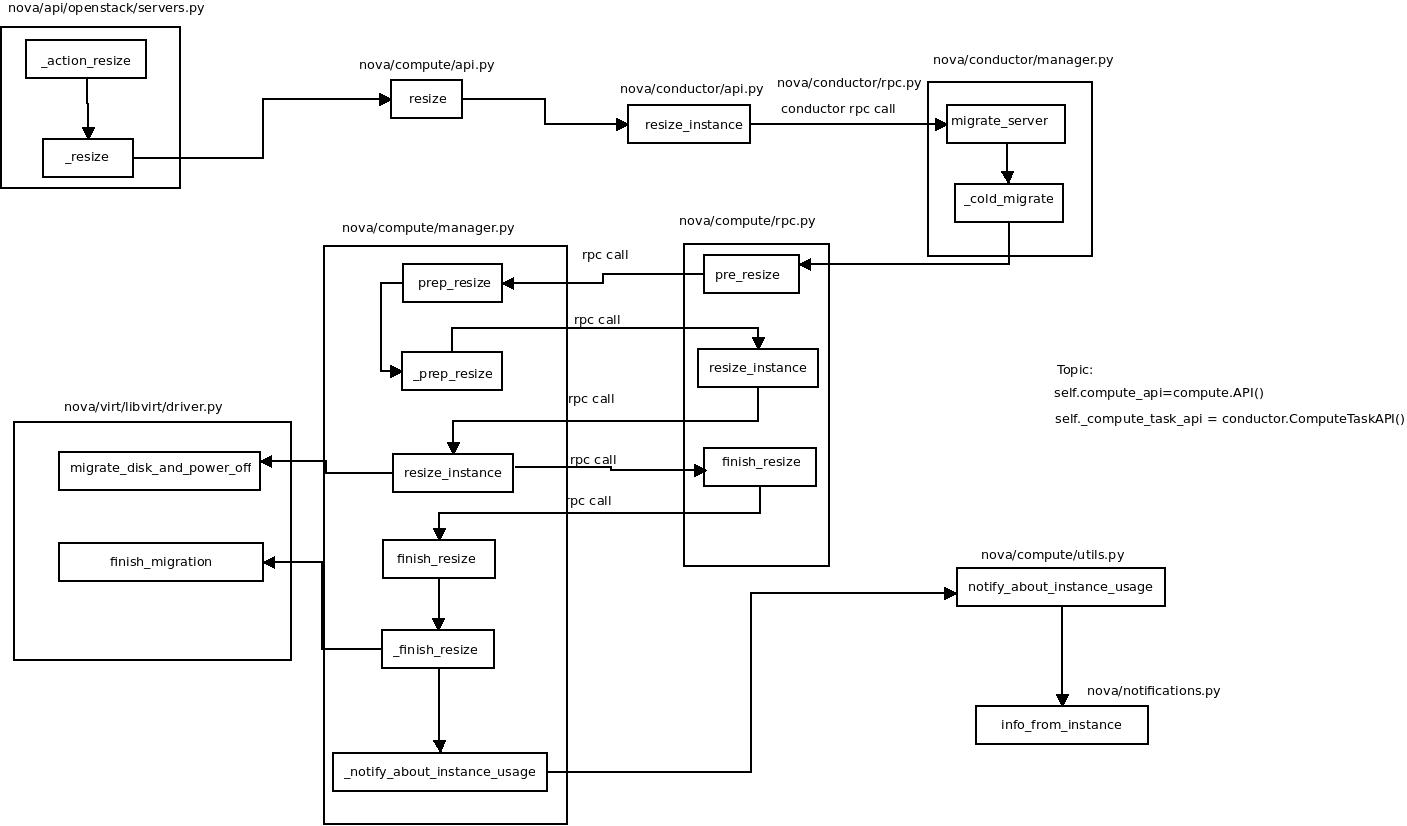 nova/api/openstack/servers.py
_action_resize
_resize
nova/compute/api.py
resize
nova/conductor/api.py
resize_instance
nova/conductor/rpc.py
conductor rpc call
nova/conductor/manager.py
migrate_server
_cold_migrate
nova/compute/rpc.py
pre_resize
rpc call
nova/compute/manager.py
prep_resize
_prep_resize
rpc call
resize_instance
rpc call
resize_instance
rpc call
finish_resize
rpc call
finish_resize
_finish_resize
_notify_about_instance_usage
nova/virt/libvirt/driver.py
migrate_disk_and_power_off
finish_migration
Topic:
self.compute_api=compute.API()
self._compute_task_api = conductor.ComputeTaskAPI()
nova/compute/utils.py
notify_about_instance_usage
nova/notifications.py
info_from_instance